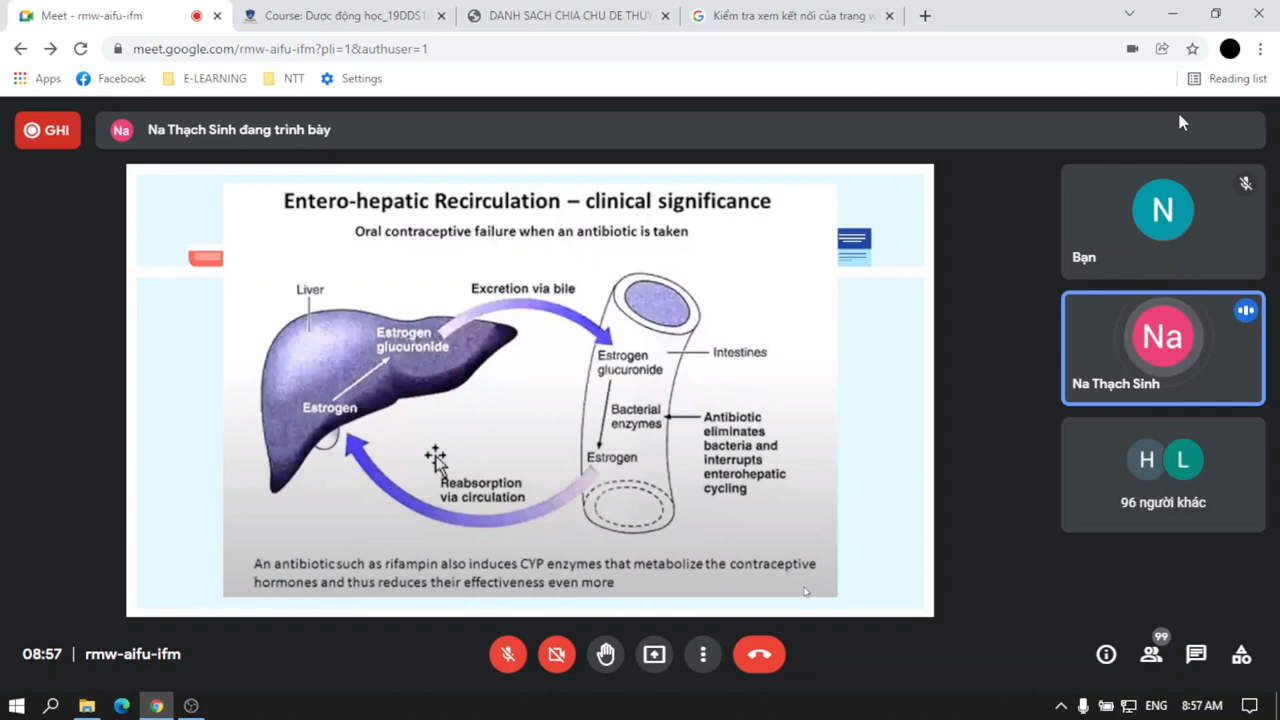 Meet - rmw-aifu-ifm
Course: Dược động học_19DDS1
DANH SACH CHIA CHU DE THUY
Kiểm tra xem kết nối của trang w
meet.google.com/rmw-aifu-ifm?pli=1&authuser=1
Apps
Facebook
E-LEARNING
NTT
Settings
Reading list
GHI
Na
Na Thạch Sinh đang trình bày
Entero-hepatic Recirculation – clinical significance
Oral contraceptive failure when an antibiotic is taken
Liver
Excretion via bile
Estrogen
glucuronide
Estrogen
Estrogen
glucuronide
Intestines
Bacterial
enzymes
Estrogen
Antibiotic
eliminates
bacteria and
interrupts
enterohepatic
cycling
Reabsorption
via circulation
An antibiotic such as rifampin also induces CYP enzymes that metabolize the contraceptive
hormones and thus reduces their effectiveness even more
N
Bạn
Na
Na Thạch Sinh
H
L
96 người khác
08:57
rmw-aifu-ifm
99
ENG
8:57 AM